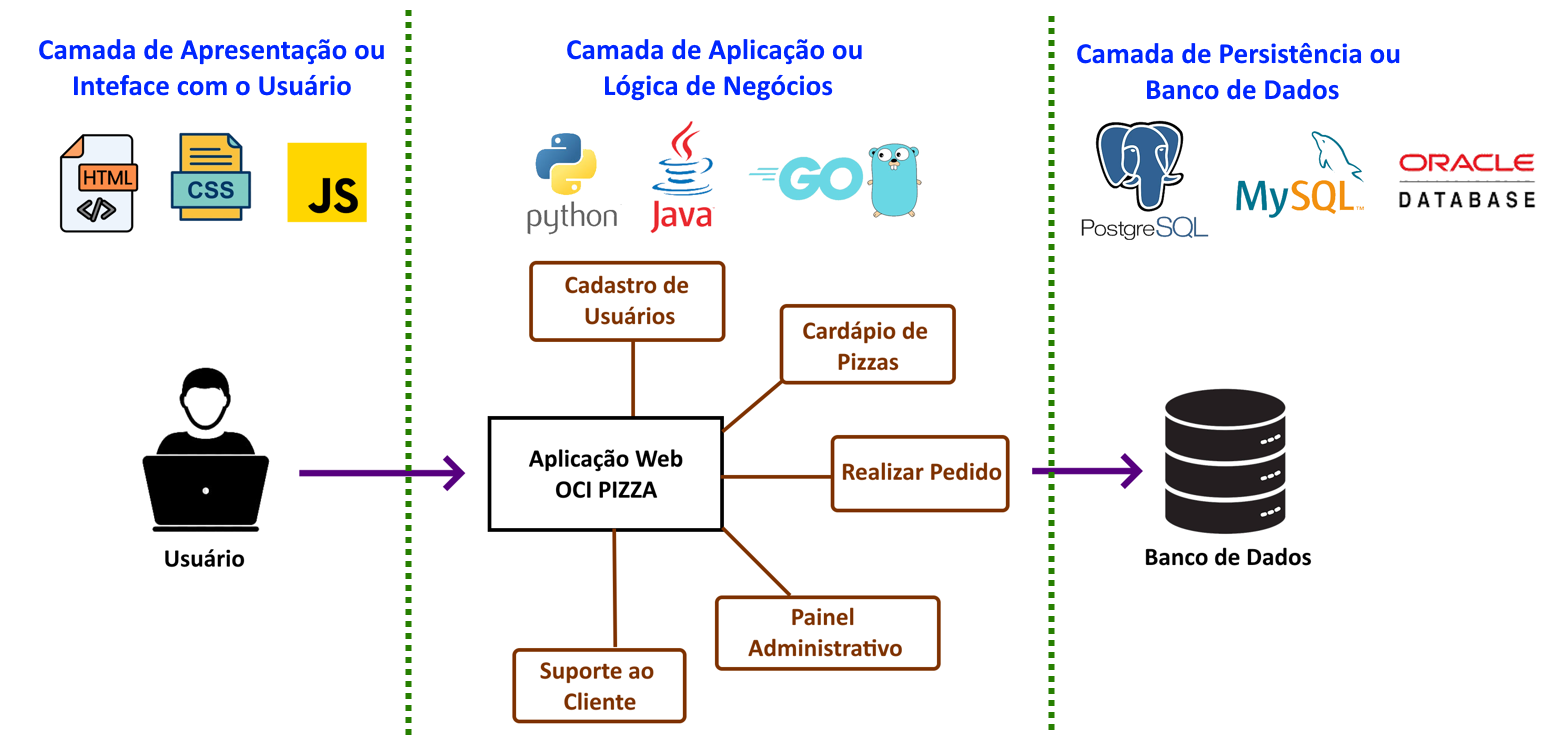 Camada de Apresentação ou
Inteface com o Usuário
HTML
</>
CSS
JS
Usuário
Camada de Aplicação ou
Lógica de Negócios
python
Java
GO
Cadastro de
Usuários
Cardápio de
Pizzas
Aplicação Web
OCI PIZZA
Realizar Pedido
Painel
Administrativo
Suporte ao
Cliente
Camada de Persistência ou
Banco de Dados
PostgreSQL
MySQL™
ORACLE
DATABASE
Banco de Dados